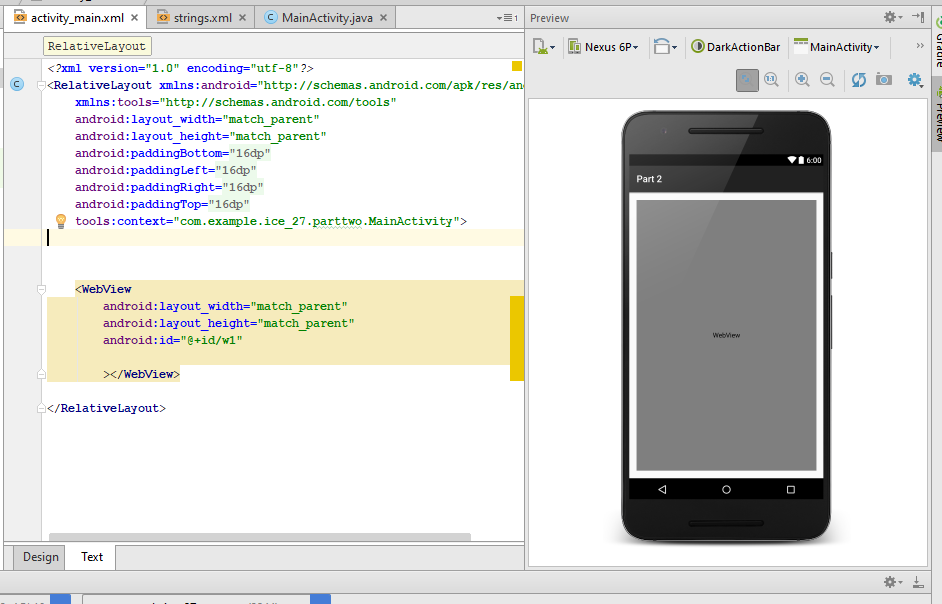 activity_main.xml
strings.xml
MainActivity.java
1
Preview
RelativeLayout
Nexus 6P
DarkActionBar
MainActivity
<?xml version="1.0" encoding="utf-8"?>
<RelativeLayout xmlns:android="http://schemas.android.com/apk/res/an
xmlns:tools="http://schemas.android.com/tools"
android:layout_width="match_parent"
android:layout_height="match_parent"
android:paddingBottom="16dp"
android:paddingLeft="16dp"
android:paddingRight="16dp"
android:paddingTop="16dp"
tools:context="com.example.ice_27.parttwo.MainActivity">
<WebView
android:layout_width="match_parent"
android:layout_height="match_parent"
android:id="@+id/w1"
></WebView>
</RelativeLayout>
6:00
Part 2
WebView
Gradle
Preview
Design
Text